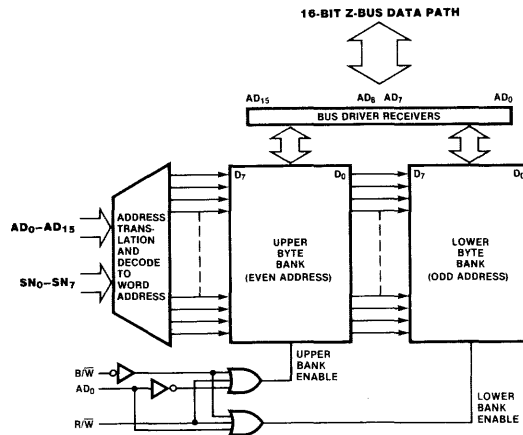 16-BIT Z-BUS DATA PATH
AD15 AD8 AD7 AD0
BUS DRIVER RECEIVERS
D7 D0 D7 D0
ADDRESS
TRANS-
LATION
AND
DECODE
TO
WORD
ADDRESS
AD0–AD15
SN0–SN7
UPPER
BYTE
BANK
(EVEN ADDRESS)
LOWER
BYTE
BANK
(ODD ADDRESS)
UPPER
BANK
ENABLE
B/W̅
AD0
R/W̅
LOWER
BANK
ENABLE